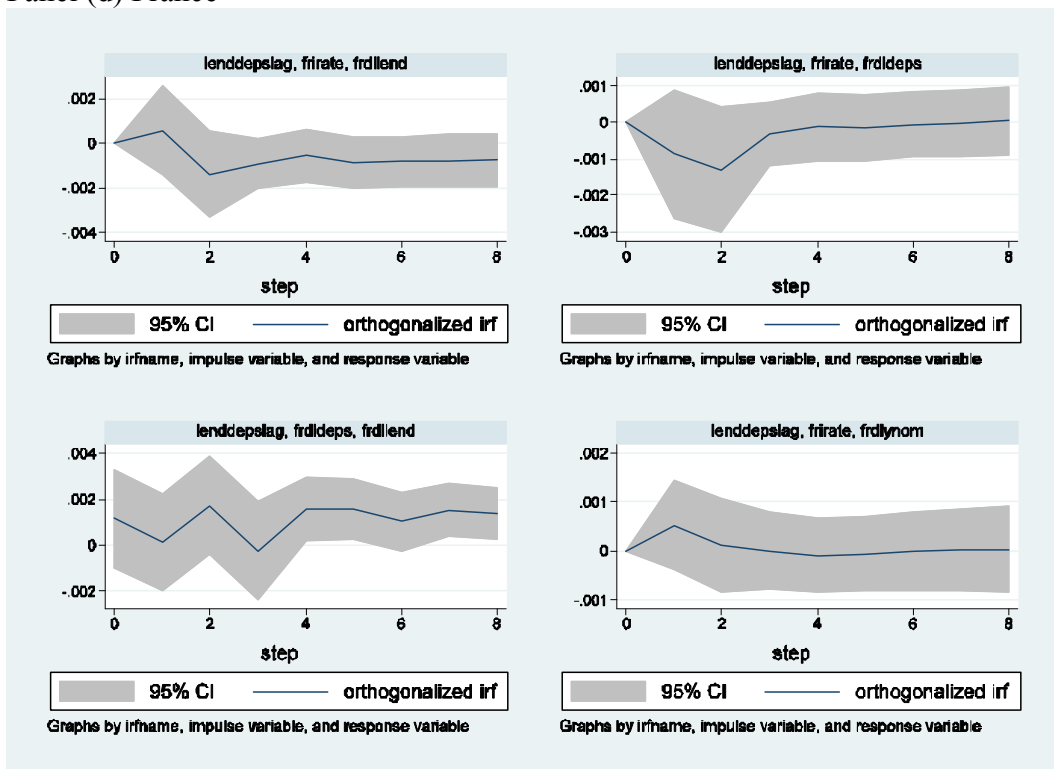 Panel (d) France
lenddepslag, frirate, frdllend
.002
0
-.002
-.004
0 2 4 6 8
step
95% CI orthogonalized irf
Graphs by irfname, impulse variable, and response variable
lenddepslag, frirate, frdldeps
.001
0
-.001
-.002
-.003
0 2 4 6 8
step
95% CI orthogonalized irf
Graphs by irfname, impulse variable, and response variable
lenddepslag, frdldeps, frdllend
.004
.002
0
-.002
0 2 4 6 8
step
95% CI orthogonalized irf
Graphs by irfname, impulse variable, and response variable
lenddepslag, frirate, frdlynom
.002
.001
0
-.001
0 2 4 6 8
step
95% CI orthogonalized irf
Graphs by irfname, impulse variable, and response variable